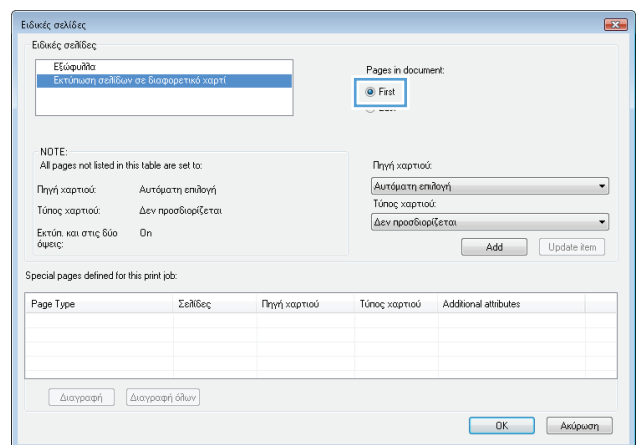 Ειδικές σελίδες
Ειδικές σελίδες
Εξώφυλλα
Εκτύπωση σελίδων σε διαφορετικό χαρτί
Pages in document:
First
NOTE:
All pages not listed in this table are set to:
Πηγή χαρτιού: Αυτόματη επιλογή
Τύπος χαρτιού: Δεν προσδιορίζεται
Εκτύπ. και στις δύο όψεις: On
Πηγή χαρτιού:
Αυτόματη επιλογή
Τύπος χαρτιού:
Δεν προσδιορίζεται
Add Update item
Special pages defined for this print job:
Page Type Σελίδες Πηγή χαρτιού Τύπος χαρτιού Additional attributes
Διαγραφή Διαγραφή όλων
OK Ακύρωση